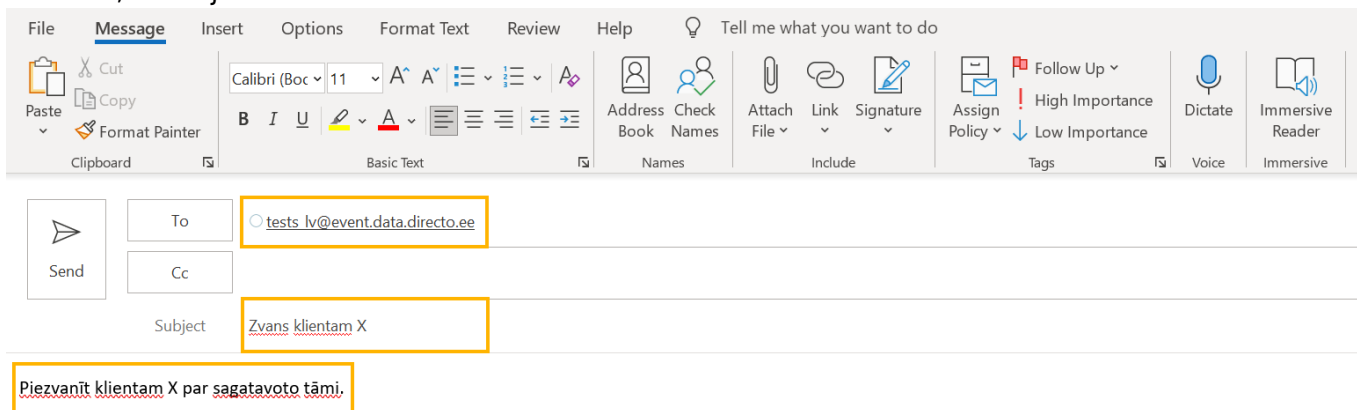 File Message Insert Options Format Text Review Help Tell me what you want to do
Paste
Cut
Copy
Format Painter
Clipboard
Calibri (Boc 11
B I U
Basic Text
Address Book
Check Names
Names
Attach File
Link
Signature
Include
Assign Policy
Follow Up
High Importance
Low Importance
Tags
Dictate
Voice
Immersive Reader
Immersive
Send
To
tests_lv@event.data.directo.ee
Cc
Subject
Zvans klientam X
Piezvanīt klientam X par sagatavoto tāmi.